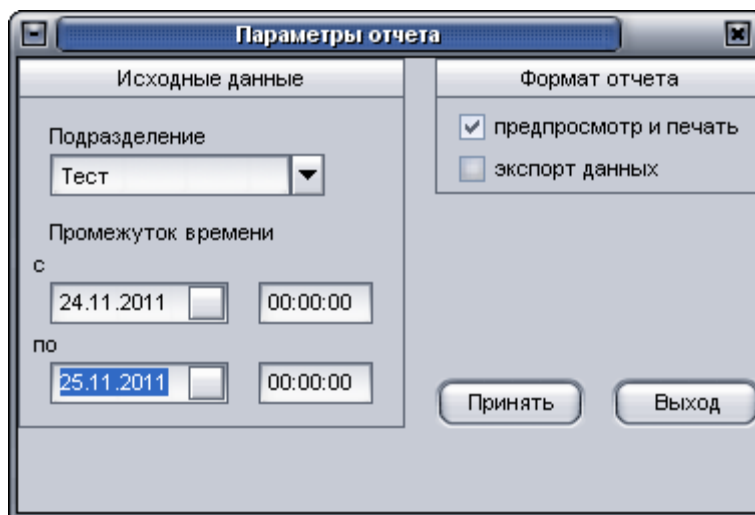 Параметры отчета
Исходные данные
Подразделение
Тест
Промежуток времени
с
24.11.2011 00:00:00
по
25.11.2011 00:00:00
Формат отчета
предпросмотр и печать
экспорт данных
Принять Выход